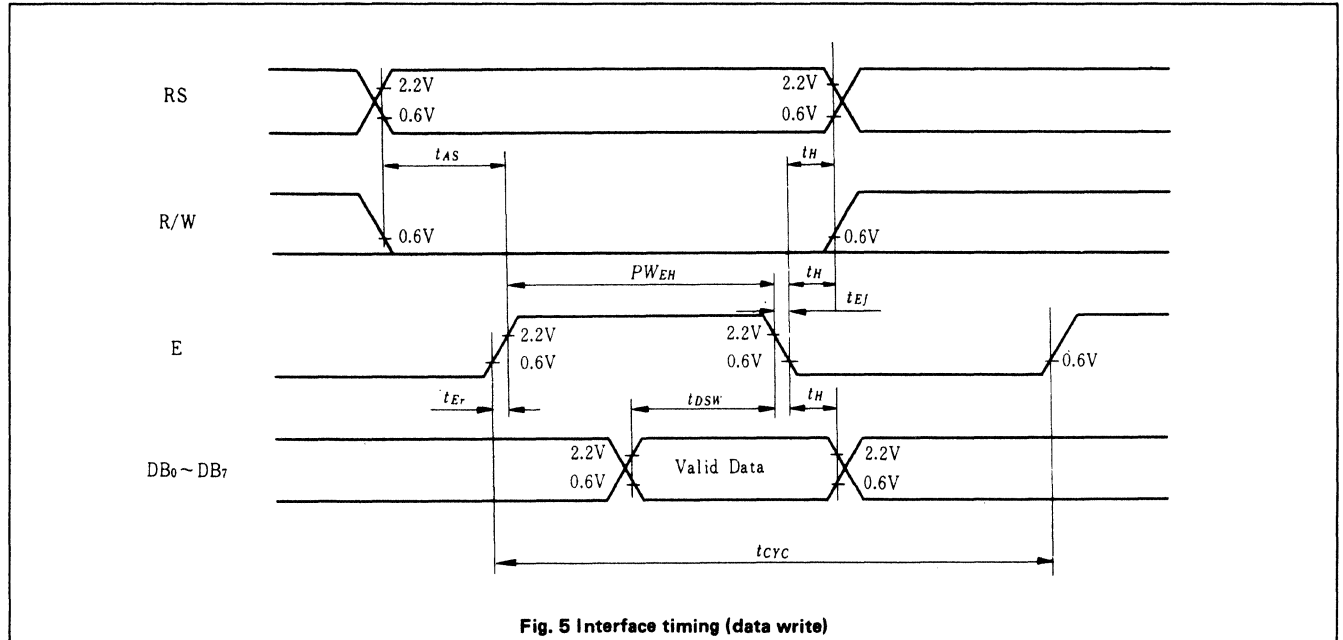 RS
2.2V
0.6V
2.2V
0.6V
tAS
tH
R/W
0.6V
0.6V
PWEH
tH
tEf
E
2.2V
0.6V
2.2V
0.6V
0.6V
tEr
tDSW
tH
DB0~DB7
2.2V
0.6V
Valid Data
2.2V
0.6V
tCYC
Fig. 5 Interface timing (data write)